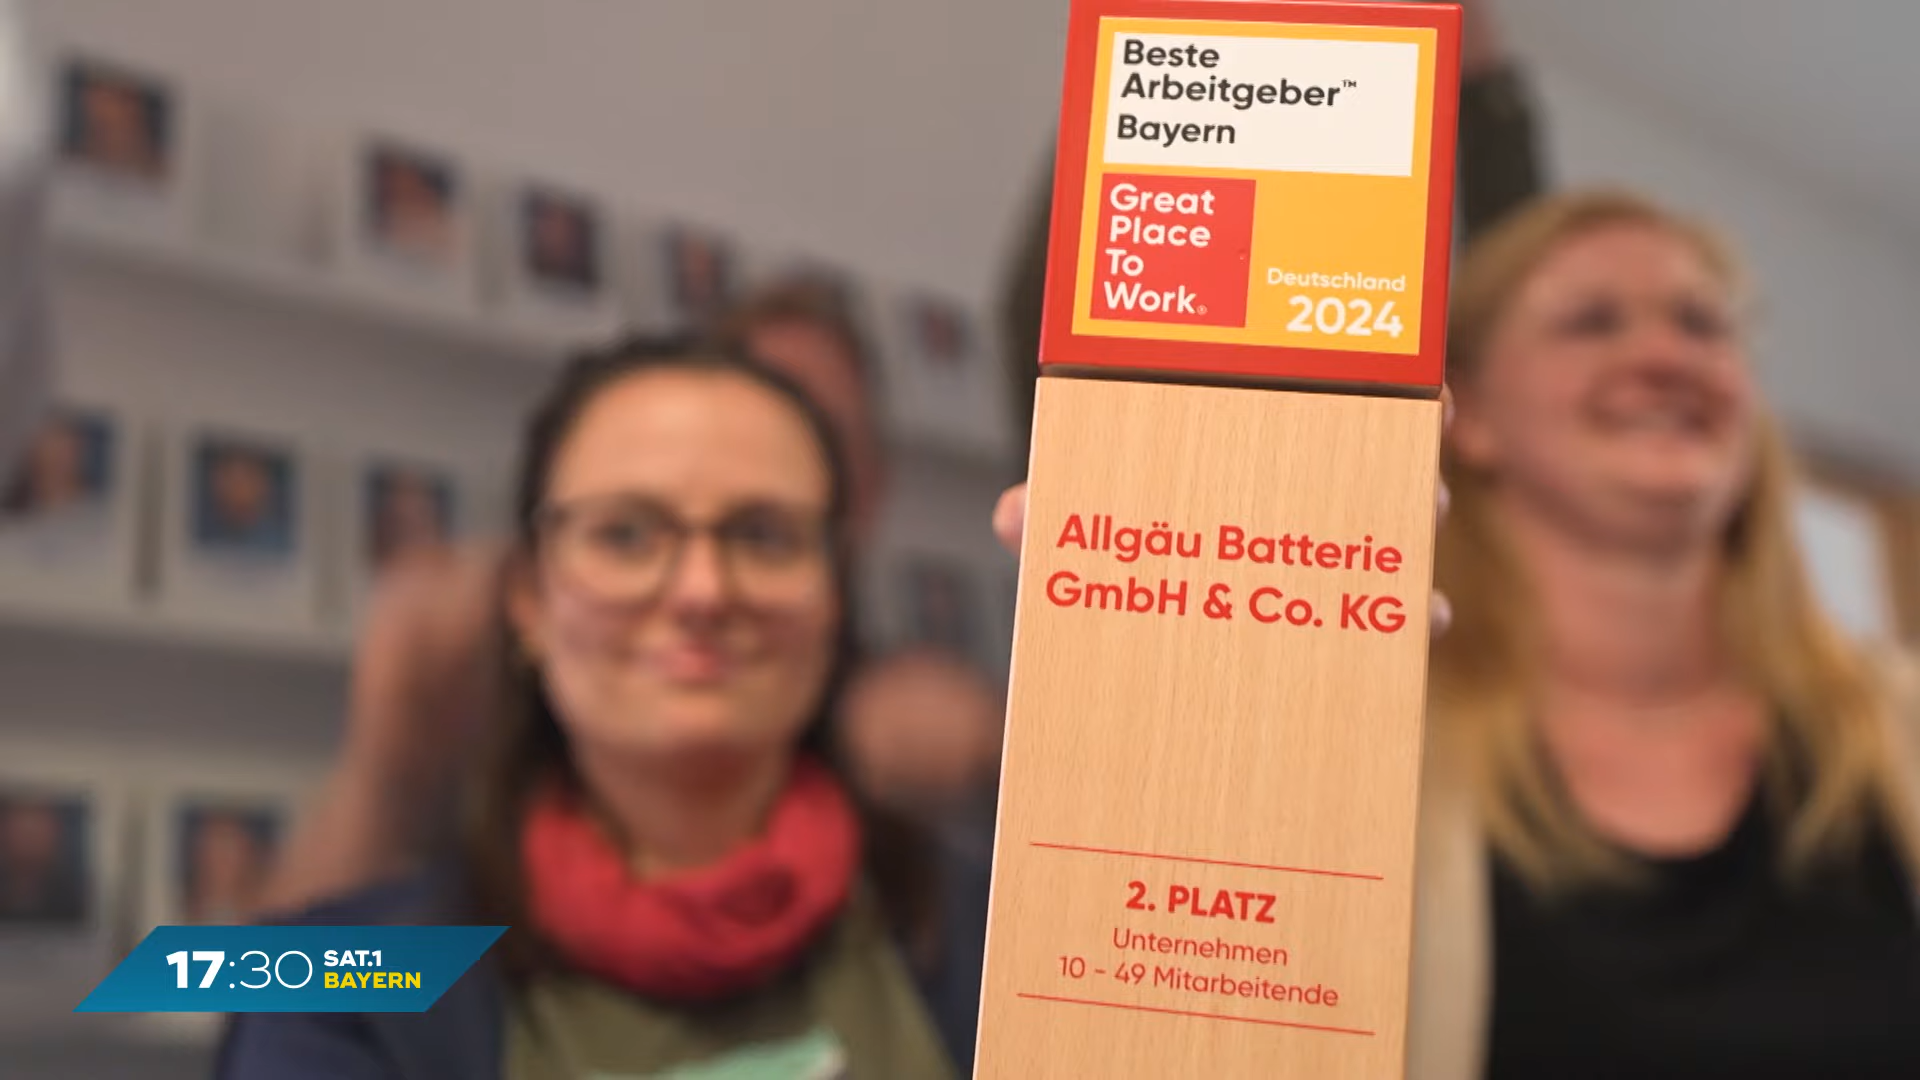 Beste
Arbeitgeber™
Bayern
Great
Place
To
Work®
Deutschland
2024
Allgäu Batterie
GmbH & Co. KG
2. PLATZ
Unternehmen
10 - 49 Mitarbeitende
17:30 SAT.1
BAYERN